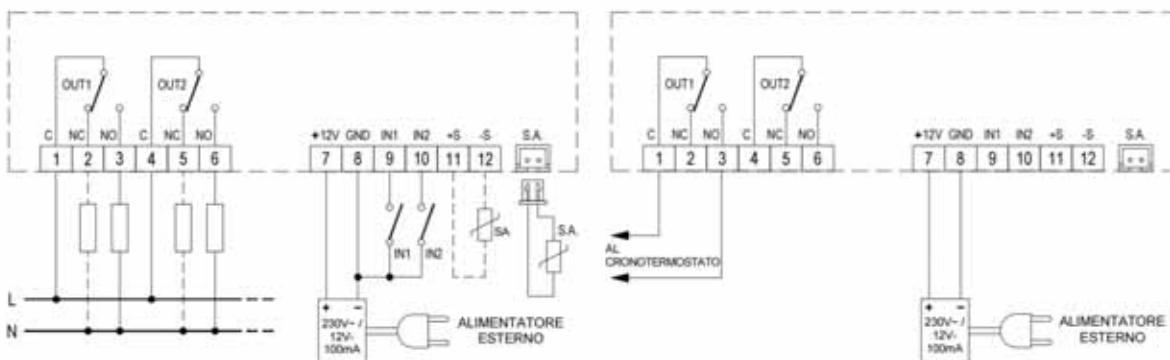 OUT1 OUT2
C NC NO C NC NO +12V GND IN1 IN2 +S -S S.A.
1 2 3 4 5 6 7 8 9 10 11 12
IN1 IN2 SA S.A.
L
N
+ −
230V~ /
12V-
100mA
ALIMENTATORE
ESTERNO
OUT1 OUT2
C NC NO C NC NO +12V GND IN1 IN2 +S -S S.A.
1 2 3 4 5 6 7 8 9 10 11 12
AL
CRONOTERMOSTATO
+ −
230V~ /
12V-
100mA
ALIMENTATORE
ESTERNO